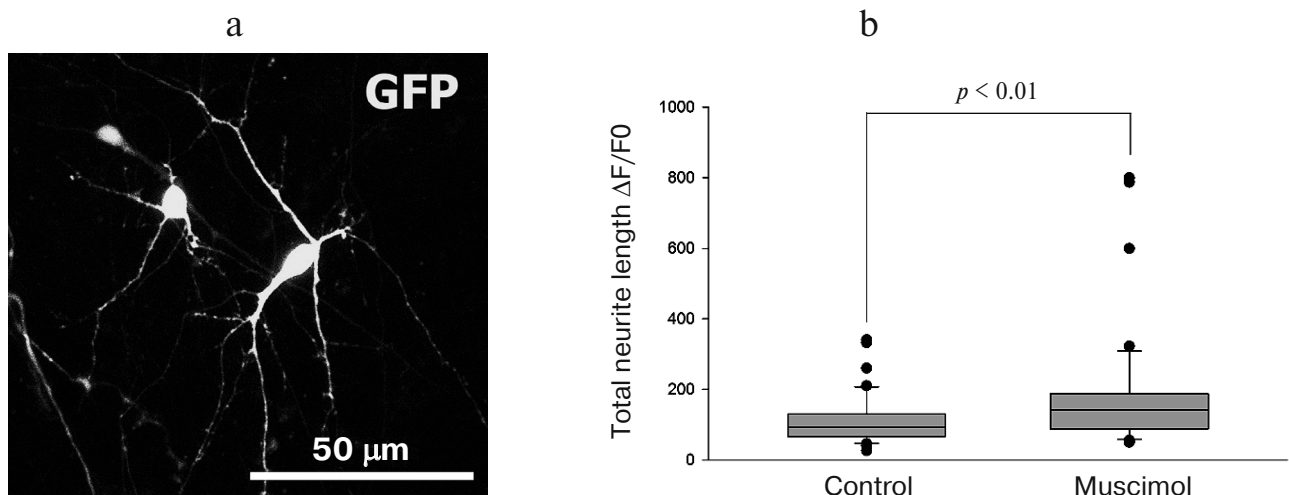 a
GFP
50 μm
b
p < 0.01
Total neurite length ΔF/F0
1000
800
600
400
200
0
Control
Muscimol